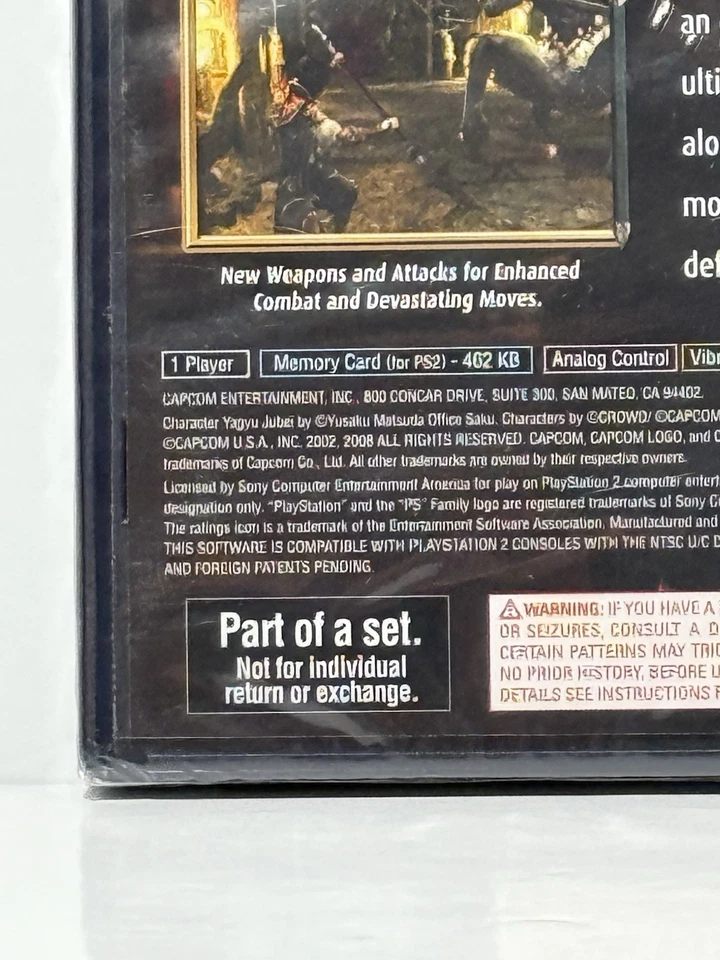 an
ulti
alo
mo
def
New Weapons and Attacks for Enhanced
Combat and Devastating Moves.
1 Player
Memory Card (for PS2) - 462 KB
Analog Control
Vibr
CAPCOM ENTERTAINMENT, INC., 800 CONCAR DRIVE, SUITE 300, SAN MATEO, CA 94402.
Character Yagyu Jubei by ©Yusaku Matsuda Office Saku. Characters by ©CROWD/ ©CAPCOM
©CAPCOM U.S.A., INC. 2002, 2008 ALL RIGHTS RESERVED. CAPCOM, CAPCOM LOGO, and O
trademarks of Capcom Co., Ltd. All other trademarks are owned by their respective owners.
Licensed by Sony Computer Entertainment America for play on PlayStation 2 computer entert
designation only. "PlayStation" and the "PS" Family logo are registered trademarks of Sony Co
The ratings icon is a trademark of the Entertainment Software Association. Manufactured and
THIS SOFTWARE IS COMPATIBLE WITH PLAYSTATION 2 CONSOLES WITH THE NTSC U/C D
AND FOREIGN PATENTS PENDING.
Part of a set.
Not for individual
return or exchange.
WARNING: IF YOU HAVE A
OR SEIZURES, CONSULT A D
CERTAIN PATTERNS MAY TRIG
NO PRIOR HISTORY. BEFORE U
DETAILS SEE INSTRUCTIONS F